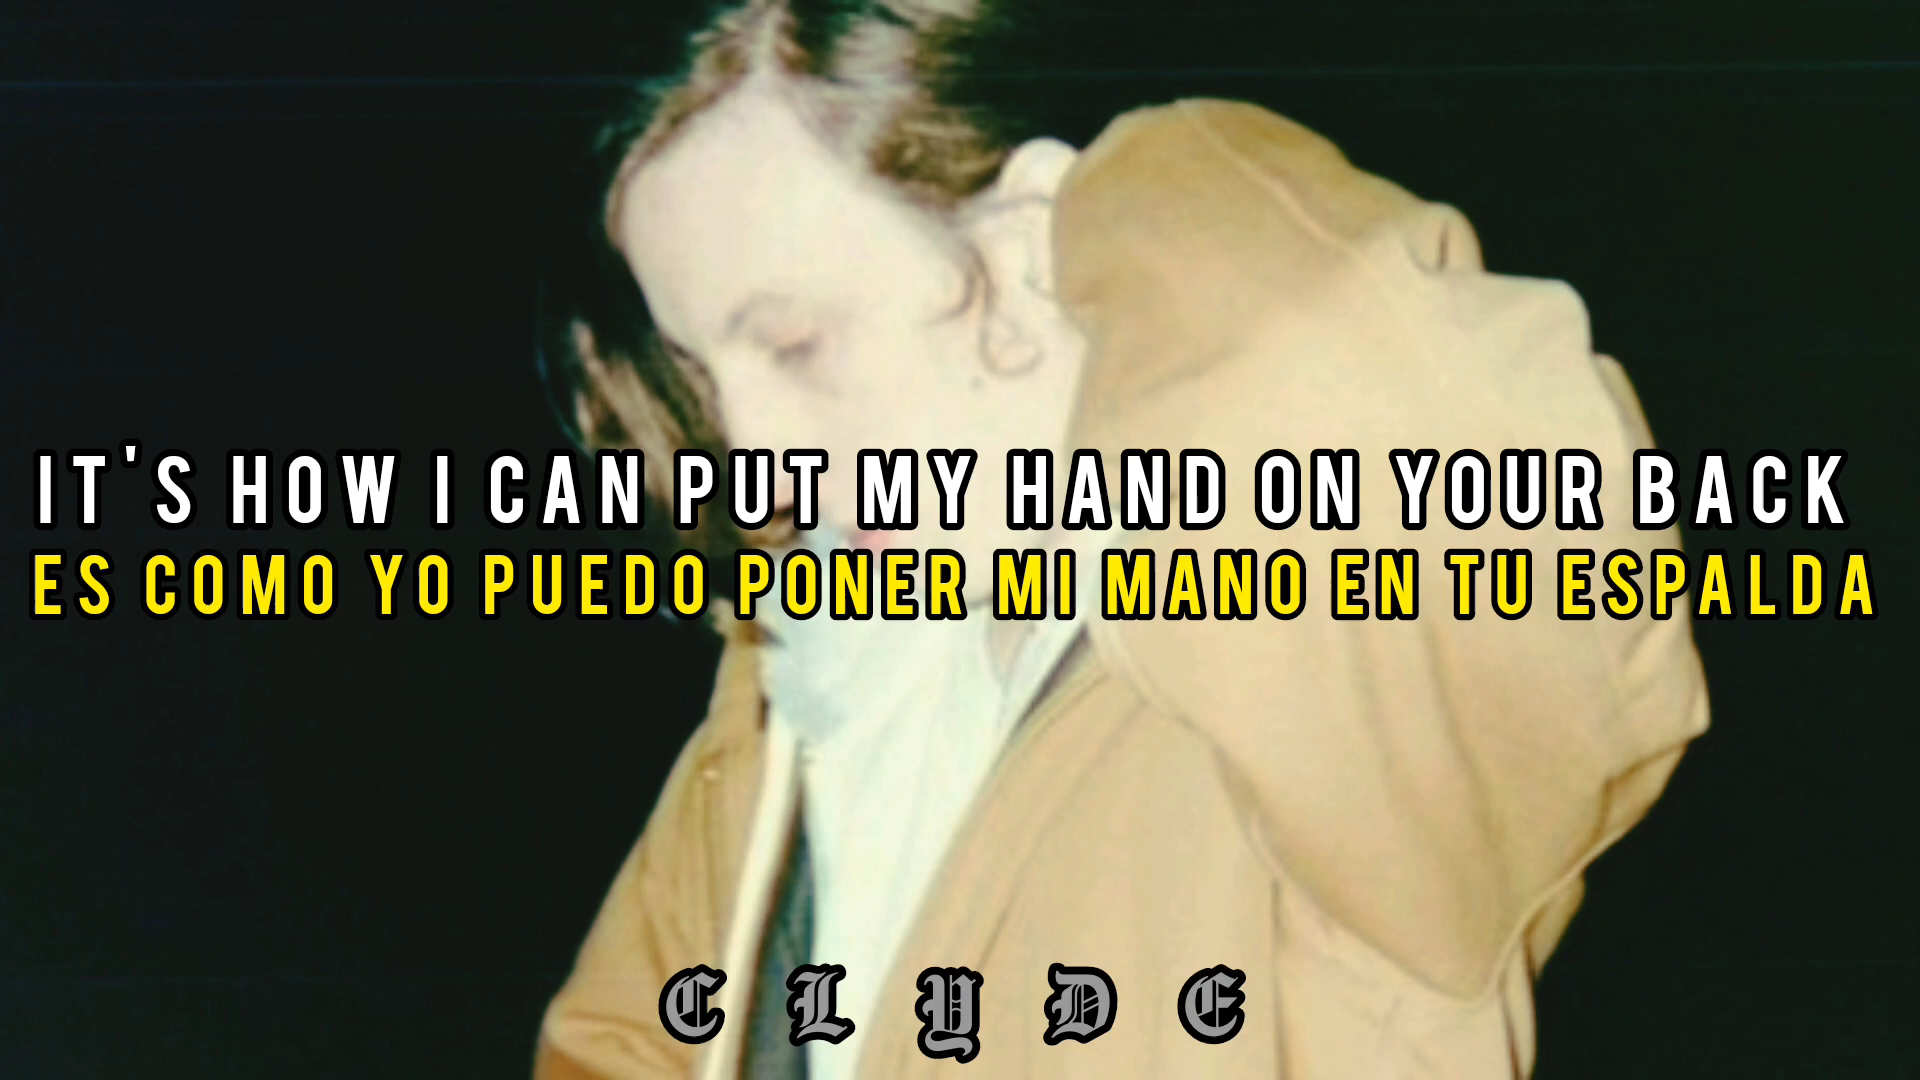 IT'S HOW I CAN PUT MY HAND ON YOUR BACK
ES COMO YO PUEDO PONER MI MANO EN TU ESPALDA
CLYDE